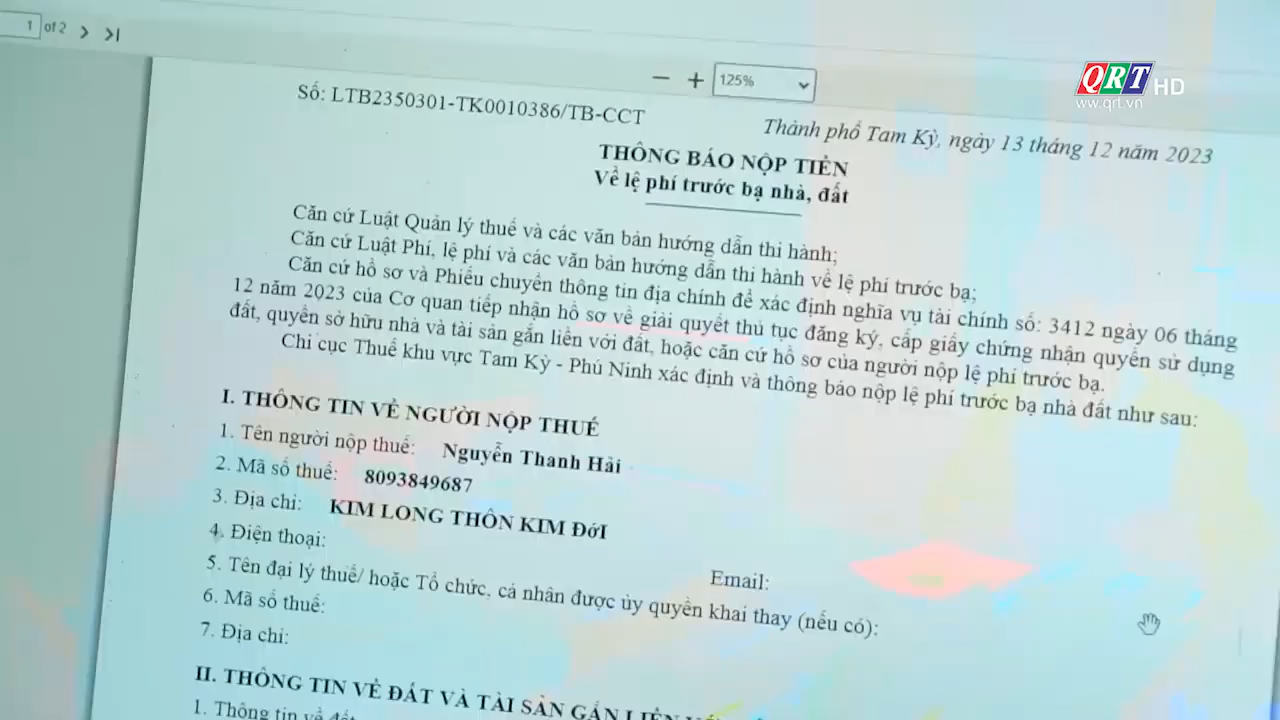 1 of 2
125%
QRT HD
ww.qrt.vn
Số: LTB2350301-TK0010386/TB-CCT
Thành phố Tam Kỳ, ngày 13 tháng 12 năm 2023
THÔNG BÁO NỘP TIỀN
Về lệ phí trước bạ nhà, đất
Căn cứ Luật Quản lý thuế và các văn bản hướng dẫn thi hành;
Căn cứ Luật Phí, lệ phí và các văn bản hướng dẫn thi hành về lệ phí trước bạ;
Căn cứ hồ sơ và Phiếu chuyển thông tin địa chính để xác định nghĩa vụ tài chính số: 3412 ngày 06 tháng
12 năm 2023 của Cơ quan tiếp nhận hồ sơ về giải quyết thủ tục đăng ký, cấp giấy chứng nhận quyền sử dụng
đất, quyền sở hữu nhà và tài sản gắn liền với đất, hoặc căn cứ hồ sơ của người nộp lệ phí trước bạ.
Chi cục Thuế khu vực Tam Kỳ - Phú Ninh xác định và thông báo nộp lệ phí trước bạ nhà đất như sau:
I. THÔNG TIN VỀ NGƯỜI NỘP THUẾ
1. Tên người nộp thuế: Nguyễn Thanh Hải
2. Mã số thuế: 8093849687
3. Địa chỉ: KIM LONG THÔN KIM ĐớI
4. Điện thoại:
Email:
5. Tên đại lý thuế/ hoặc Tổ chức, cá nhân được ủy quyền khai thay (nếu có):
6. Mã số thuế:
7. Địa chỉ:
II. THÔNG TIN VỀ ĐẤT VÀ TÀI SẢN GẮN LIỀN
1. Thông tin về đất